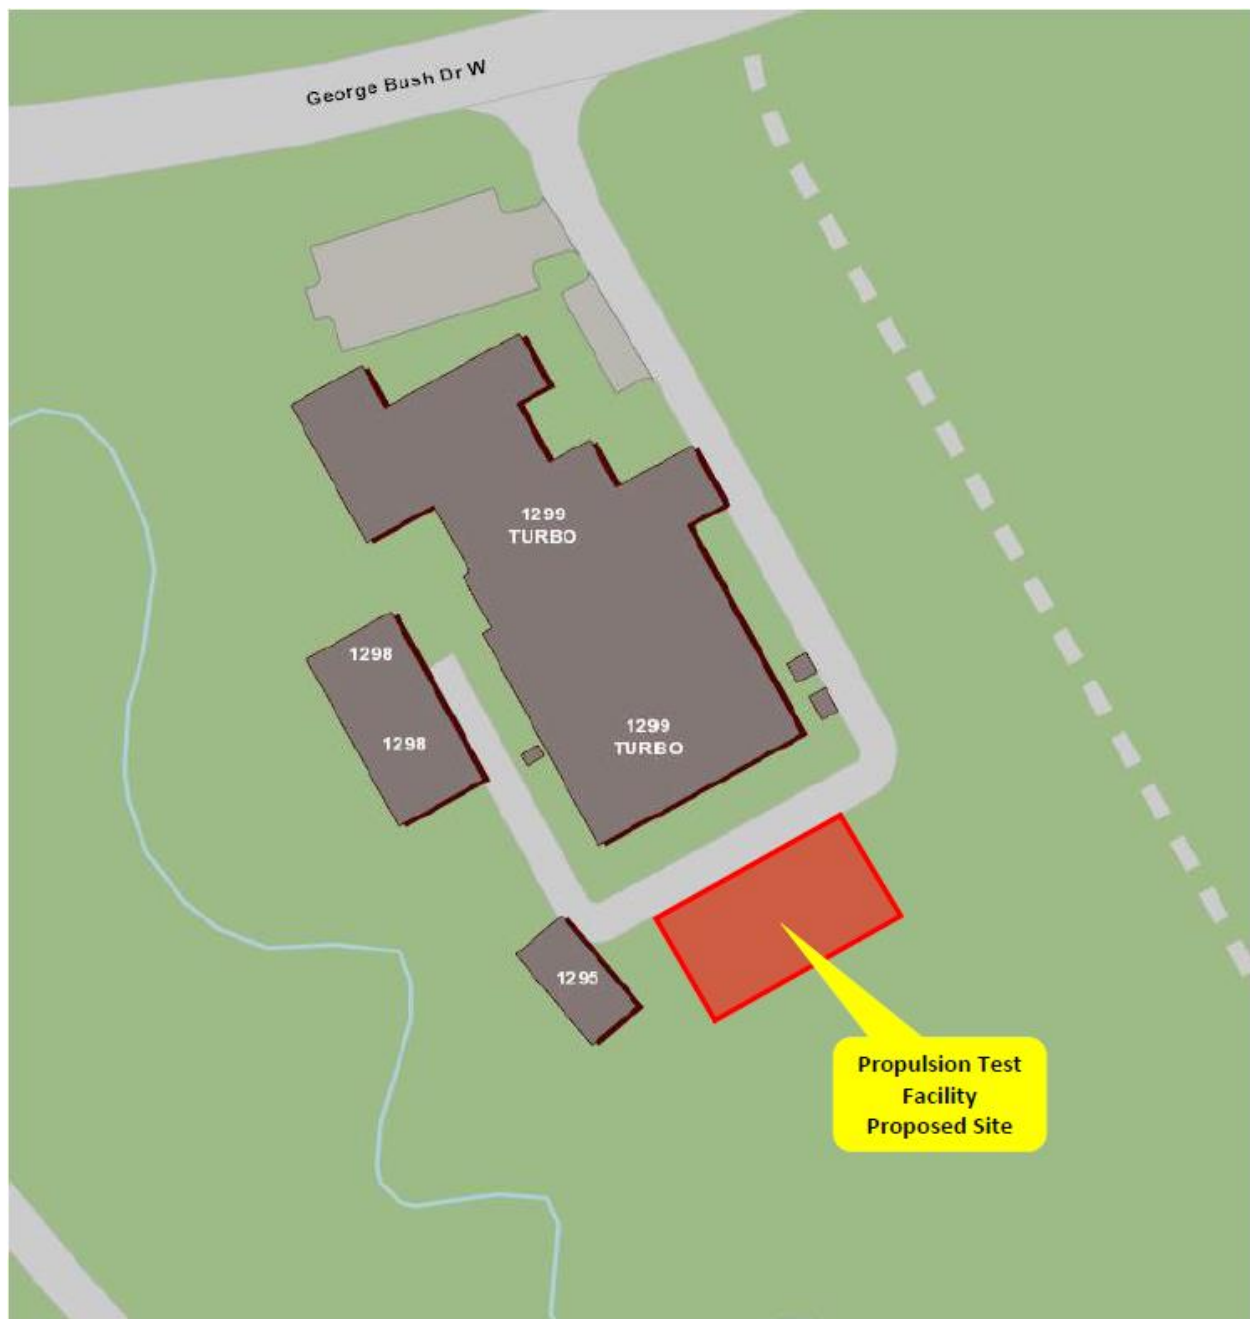 George Bush Dr W
1299
TURBO
1298
1298
1299
TURBO
1295
Propulsion Test
Facility
Proposed Site